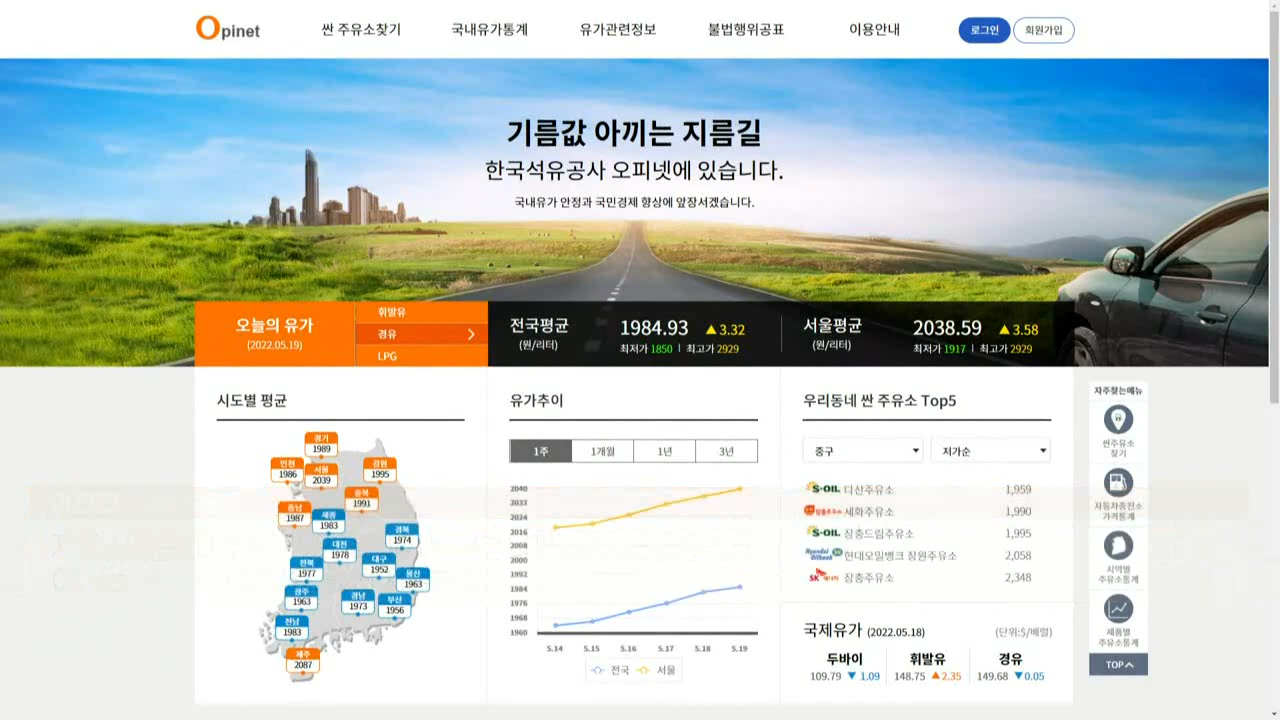 Opinet
싼 주유소찾기
국내유가통계
유가관련정보
불법행위공표
이용안내
로그인
회원가입
기름값 아끼는 지름길
한국석유공사 오피넷에 있습니다.
국내유가 안정과 국민경제 향상에 앞장서겠습니다.
오늘의 유가
(2022.05.19)
휘발유
경유
LPG
전국평균
(원/리터)
1984.93 ▲3.32
최저가 1850 | 최고가 2929
서울평균
(원/리터)
2038.59 ▲3.58
최저가 1917 | 최고가 2929
시도별 평균
경기
1989
인천
1986
서울
2039
강원
1995
충북
1991
충남
1987
세종
1983
경북
1974
대전
1978
대구
1952
전북
1977
울산
1963
광주
1963
경남
1973
부산
1956
전남
1983
제주
2087
유가추이
1주 1개월 1년 3년
2040
2032
2024
2016
2008
2000
1992
1984
1976
1968
1960
5.14 5.15 5.16 5.17 5.18 5.19
전국 서울
우리동네 싼 주유소 Top5
중구
저가순
S-OIL 다산주유소 1,959
세화주유소 1,990
S-OIL 장충드림주유소 1,995
Hyundai Oilbank 현대오일뱅크 장원주유소 2,058
SK에너지 장충주유소 2,348
국제유가 (2022.05.18) (단위:$/배럴)
두바이 휘발유 경유
109.79 ▼1.09 148.75 ▲2.35 149.68 ▼0.05
자주찾는메뉴
싼주유소
찾기
자동차충전소
가격통계
지역별
주유소통계
제품별
주유소통계
TOP